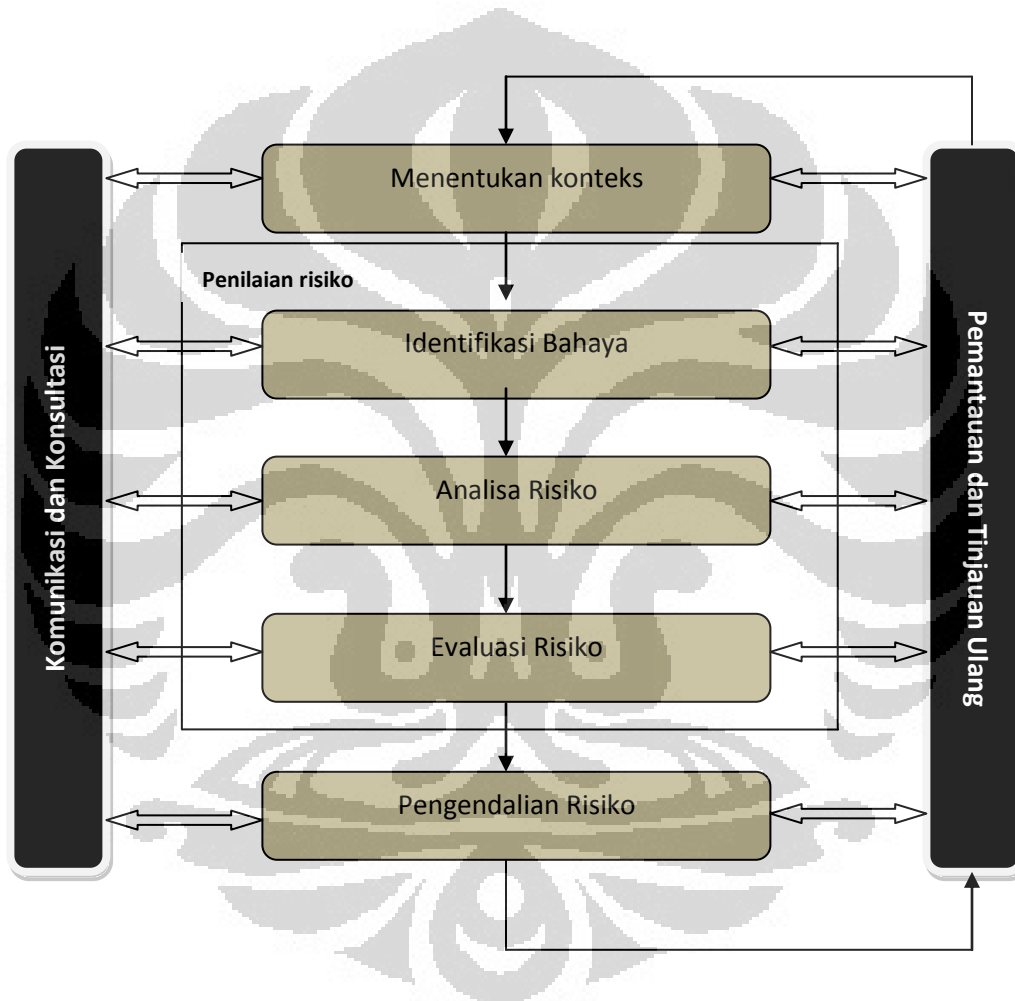 Menentukan konteks
Penilaian risiko
Identifikasi Bahaya
Analisa Risiko
Evaluasi Risiko
Pengendalian Risiko
Komunikasi dan Konsultasi
Pemantauan dan Tinjauan Ulang